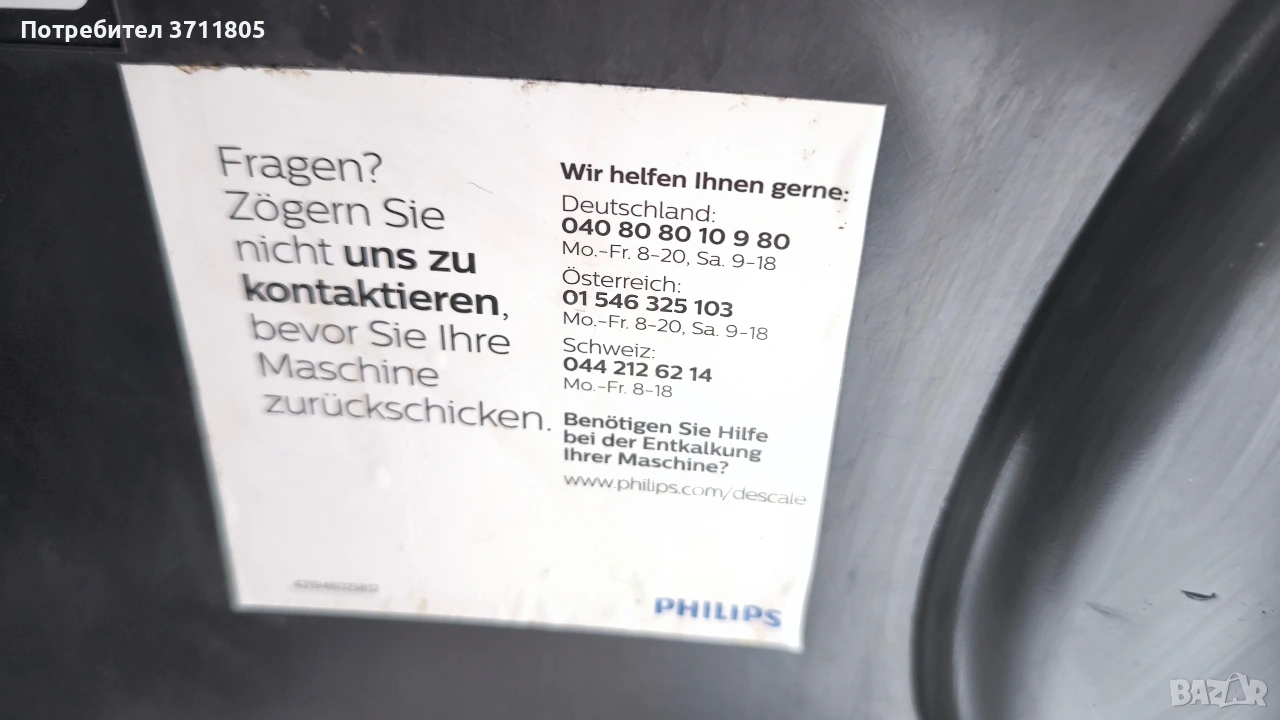 Потребител 3711805
Fragen?
Zögern Sie
nicht uns zu
kontaktieren,
bevor Sie Ihre
Maschine
zurückschicken.
Wir helfen Ihnen gerne:
Deutschland:
040 80 80 10 9 80
Mo.-Fr. 8-20, Sa. 9-18
Österreich:
01 546 325 103
Mo.-Fr. 8-20, Sa. 9-18
Schweiz:
044 212 62 14
Mo.-Fr. 8-18
Benötigen Sie Hilfe
bei der Entkalkung
Ihrer Maschine?
www.philips.com/descale
PHILIPS
BAZAR